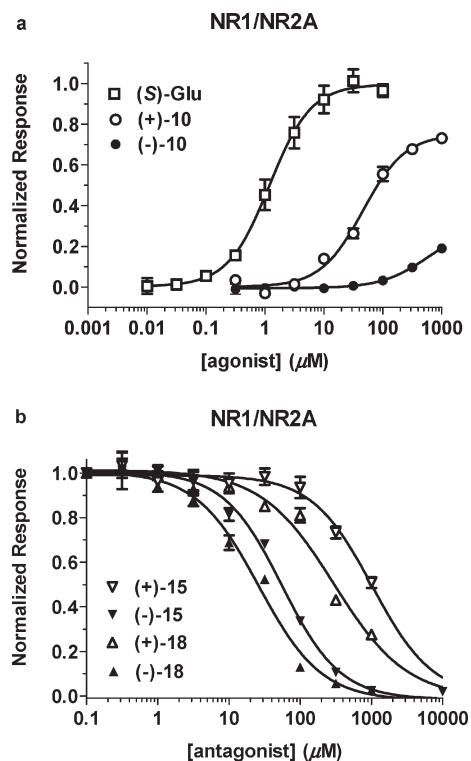 a
NR1/NR2A
Normalized Response
1.0
0.8
0.6
0.4
0.2
0.0
(S)-Glu
(+)-10
(-)-10
0.001 0.01 0.1 1 10 100 1000
[agonist] (µM)
b
NR1/NR2A
Normalized Response
1.0
0.8
0.6
0.4
0.2
0.0
(+)-15
(-)-15
(+)-18
(-)-18
0.1 1 10 100 1000 10000
[antagonist] (µM)